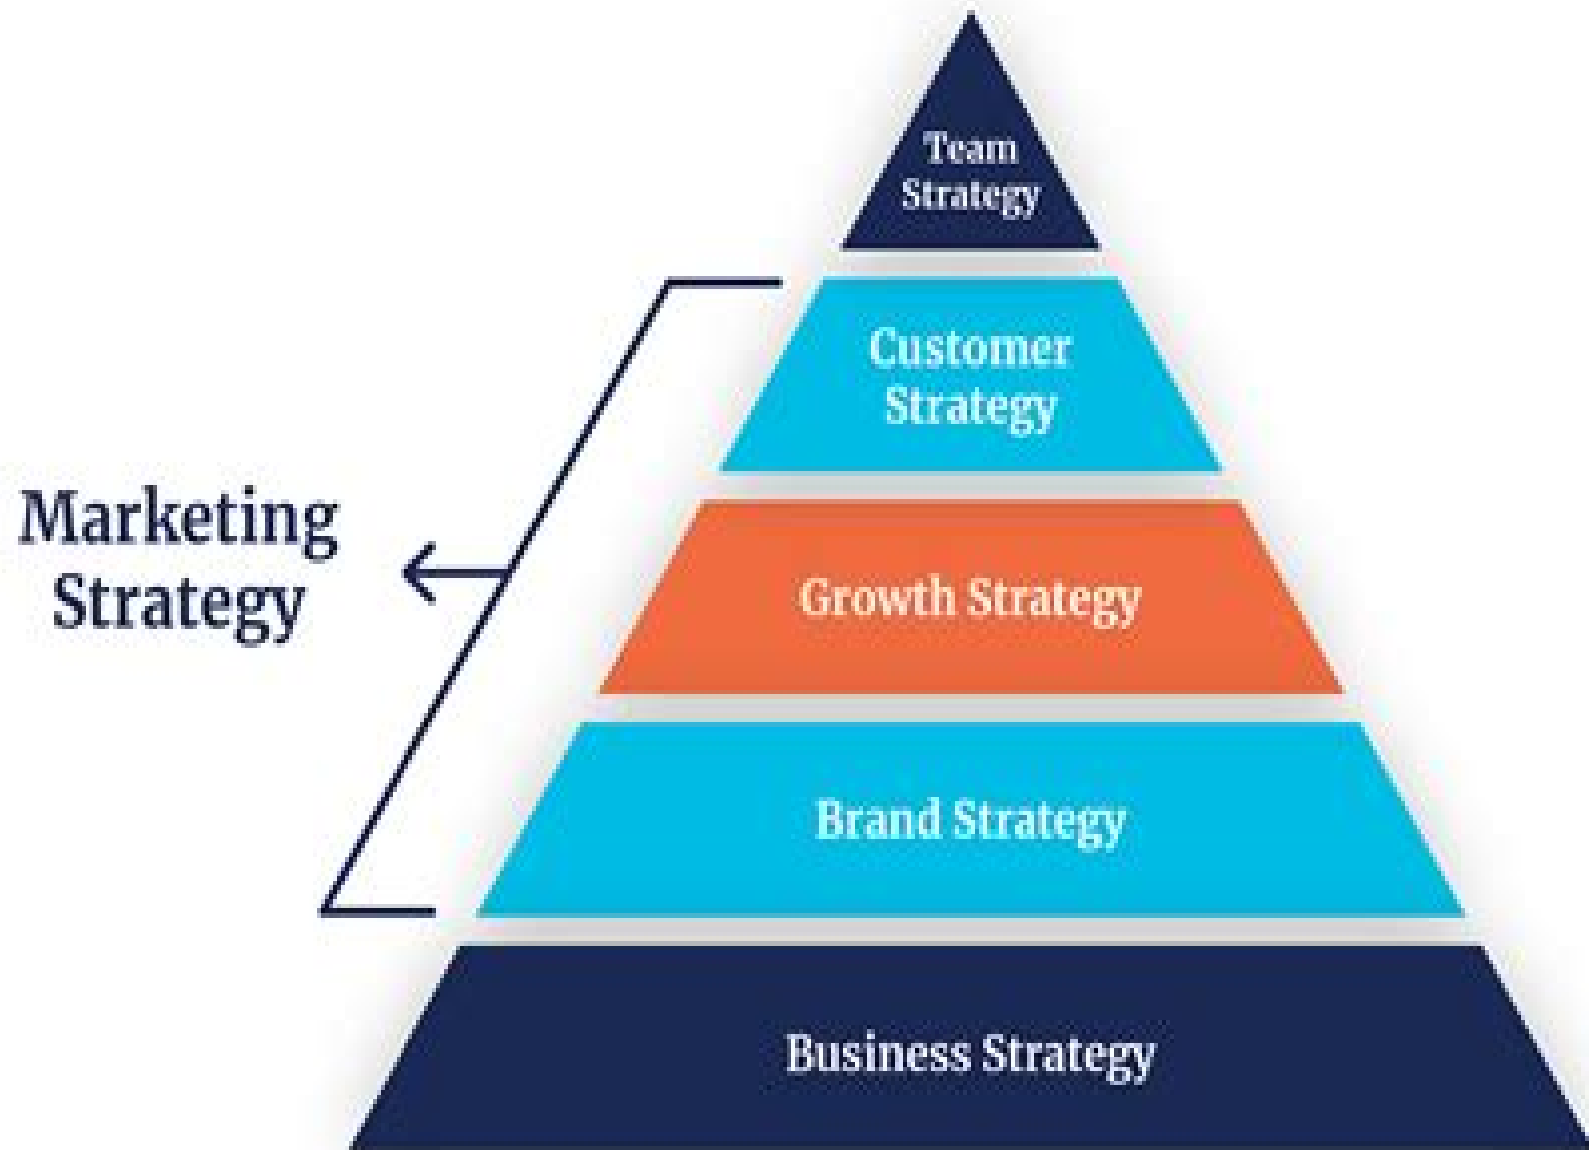 Team
Strategy
Customer
Strategy
Growth Strategy
Marketing
Strategy
Brand Strategy
Business Strategy